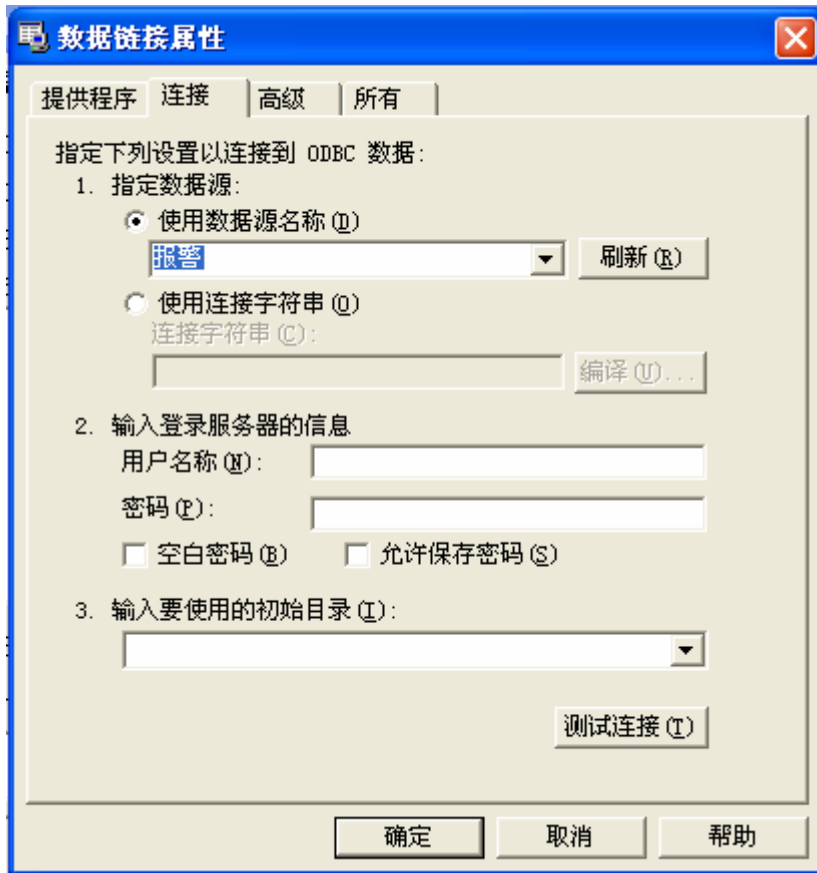 数据链接属性
提供程序 连接 高级 所有
指定下列设置以连接到 ODBC 数据:
1. 指定数据源:
使用数据源名称(D)
报警 刷新(R)
使用连接字符串(O)
连接字符串(C):
编译(U)...
2. 输入登录服务器的信息
用户名称(N):
密码(P):
空白密码(B) 允许保存密码(S)
3. 输入要使用的初始目录(I):
测试连接(T)
确定 取消 帮助